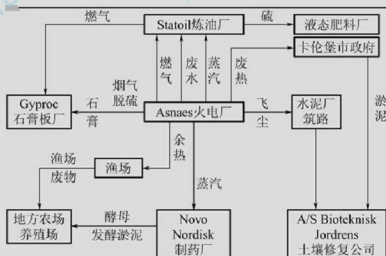 燃气
Statoil炼油厂
硫
液态肥料厂
卡伦堡市政府
燃气
废水
蒸汽
废热
烟气
脱硫
Gyproc
石膏板厂
石膏
Asnaes火电厂
飞尘
水泥厂
筑路
淤泥
渔场
废物
渔场
余热
蒸汽
地方农场
养殖场
酵母
发酵淤泥
Novo
Nordisk
制药厂
A/S Bioteknisk
Jordrens
土壤修复公司